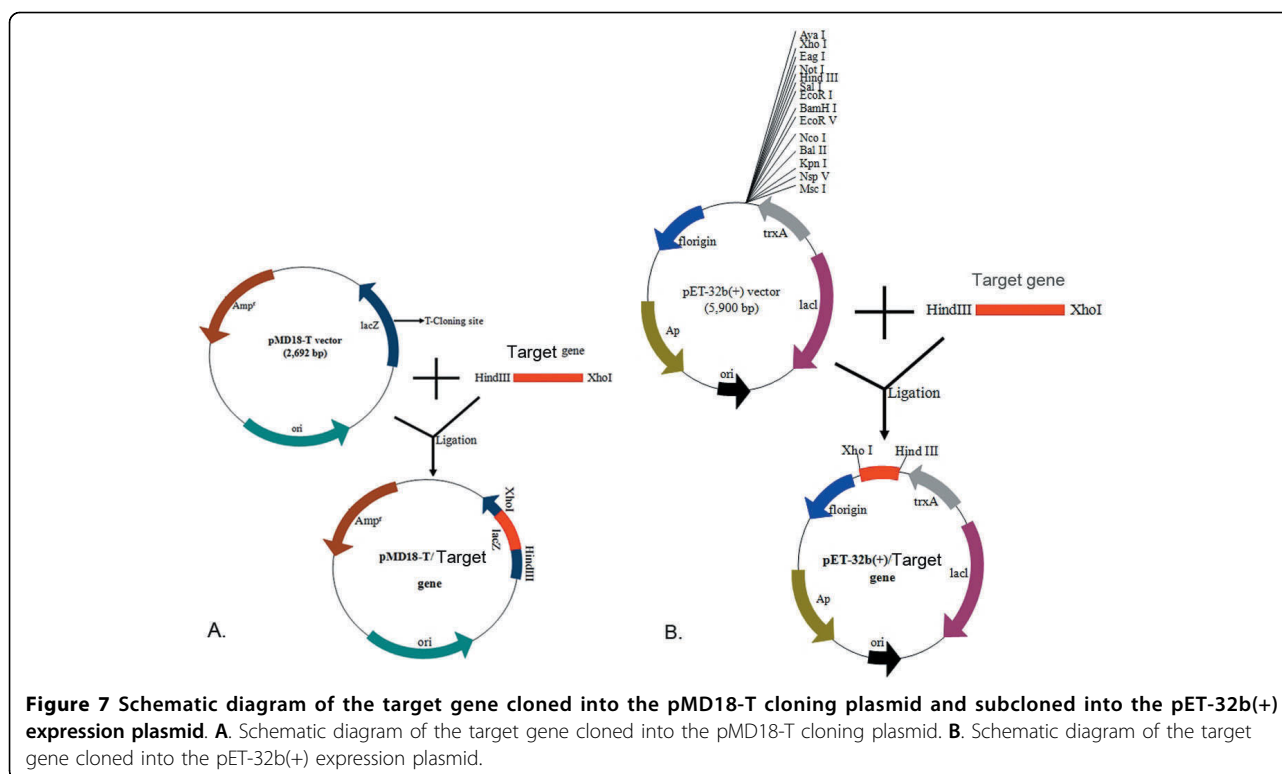 Ava I
Xho I
Eag I
Not I
Hind III
Sal I
EcoR I
BamH I
EcoR V
Nco I
Bal II
Kpn I
Nsp V
Msc I
florigin
trxA
pET-32b(+) vector
(5,900 bp)
lacI
Ap
ori
Target gene
HindIII
XhoI
Ligation
Xho I
Hind III
florigin
trxA
pET-32b(+)/Target
gene
lacI
Ap
ori
B.
Ampr
lacZ
T-Cloning site
pMD18-T vector
(2,692 bp)
ori
Target gene
HindIII
XhoI
Ligation
Ampr
XhoI
lacZ
HindIII
pMD18-T/Target
gene
ori
A.
Figure 7 Schematic diagram of the target gene cloned into the pMD18-T cloning plasmid and subcloned into the pET-32b(+)
expression plasmid. A. Schematic diagram of the target gene cloned into the pMD18-T cloning plasmid. B. Schematic diagram of the target
gene cloned into the pET-32b(+) expression plasmid.